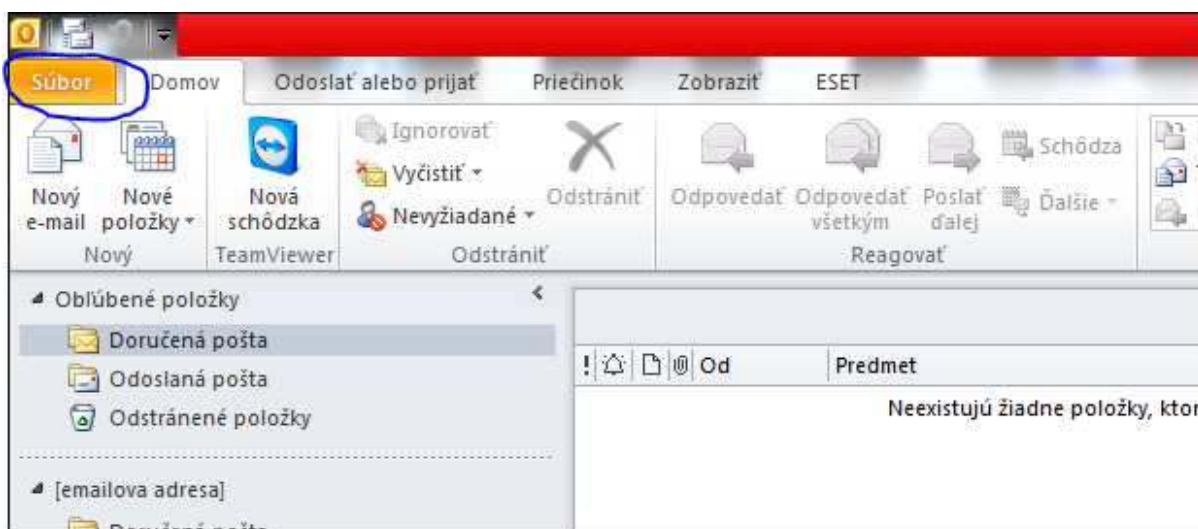 Súbor Domov Odoslať alebo prijať Priečinok Zobraziť ESET
Nový e-mail
Nové položky
Nový
Nová schôdzka
TeamViewer
Ignorovať
Vyčistiť
Nevyžiadané
Odstrániť
Odstrániť
Odpovedať
Odpovedať všetkým
Poslať ďalej
Schôdza
Ďalšie
Reagovať
Obľúbené položky
Doručená pošta
Odoslaná pošta
Odstránené položky
[emailova adresa]
Doručená pošta
! Od Predmet
Neexistujú žiadne položky, ktor